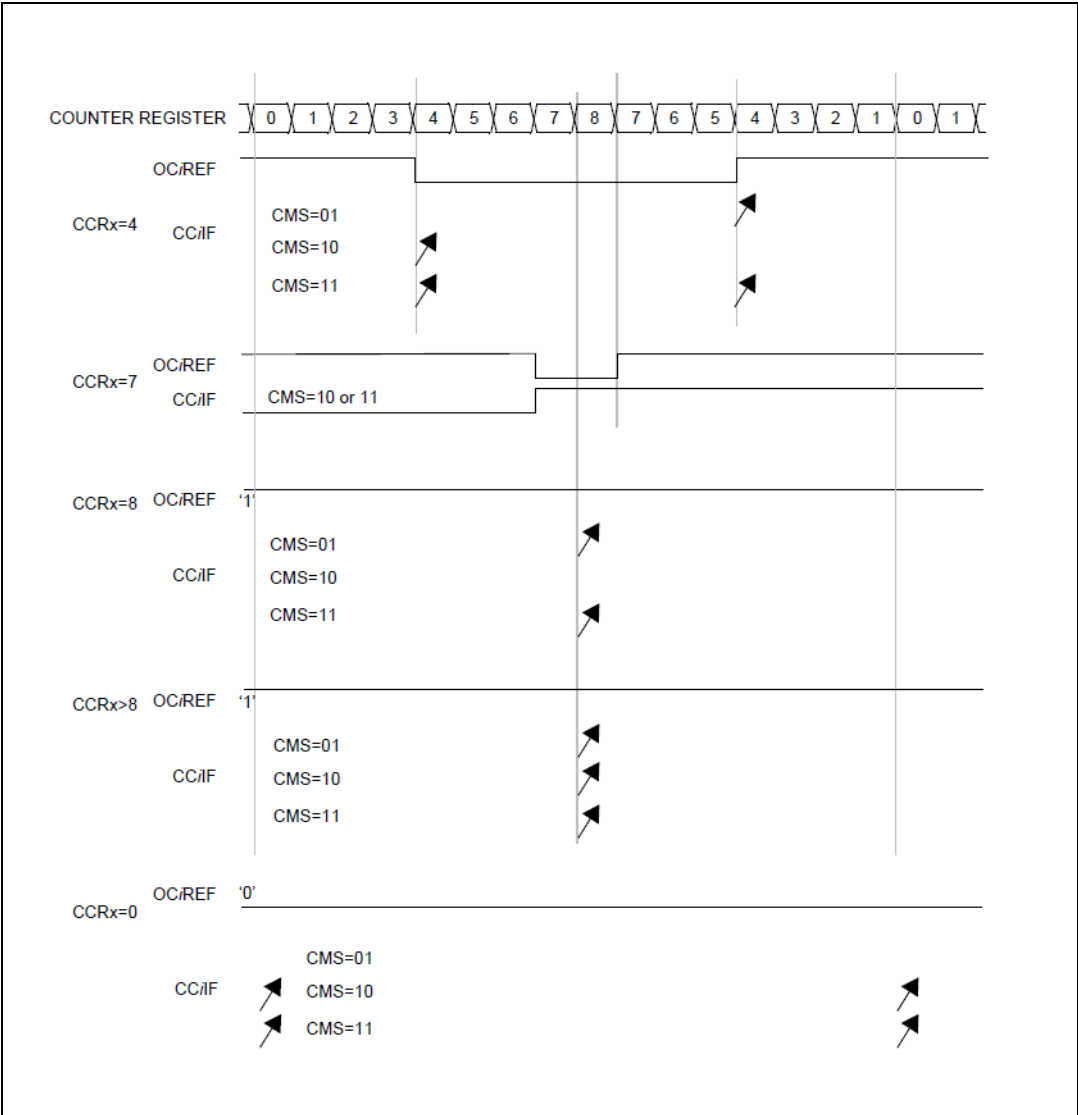 COUNTER REGISTER 0 1 2 3 4 5 6 7 8 7 6 5 4 3 2 1 0 1
OCiREF
CCRx=4 CCiIF
CMS=01
CMS=10
CMS=11
OCiREF
CCRx=7
CCiIF CMS=10 or 11
CCRx=8 OCiREF '1'
CMS=01
CCiIF CMS=10
CMS=11
CCRx>8 OCiREF '1'
CMS=01
CCiIF CMS=10
CMS=11
OCiREF '0'
CCRx=0
CMS=01
CCiIF CMS=10
CMS=11